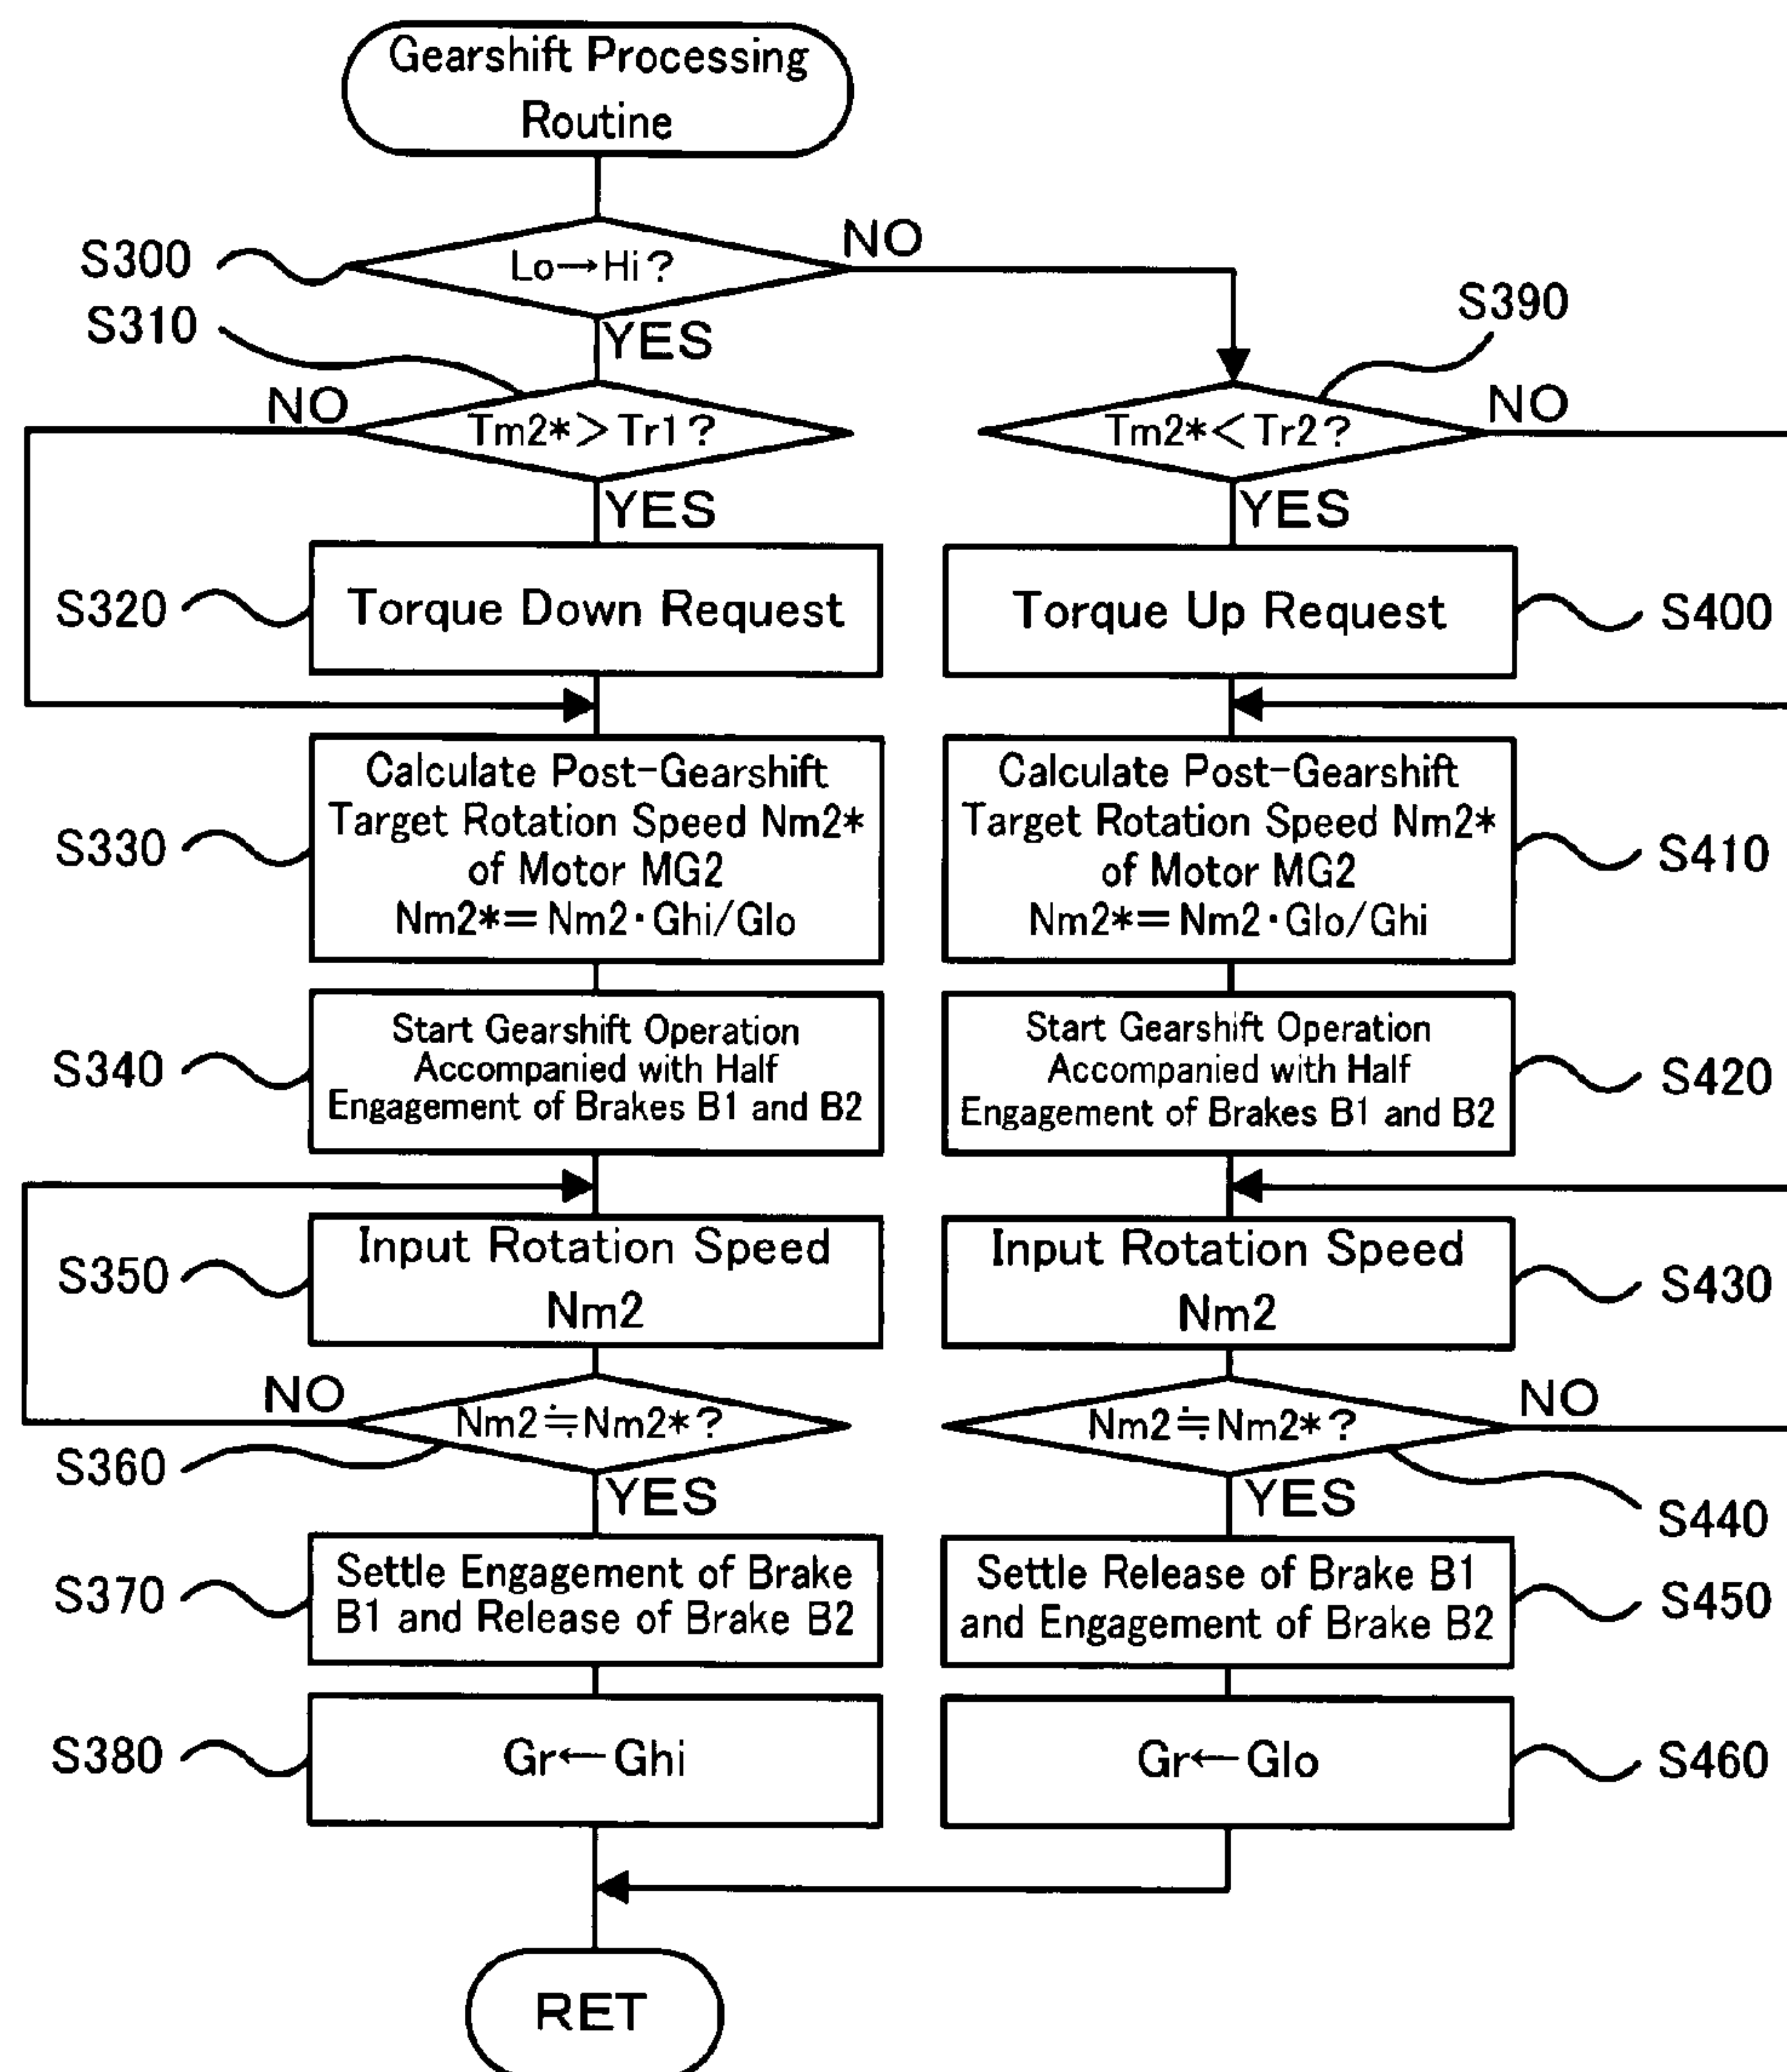 Gearshift Processing
Routine
S300
Lo→Hi?
NO
YES
S310
NO
Tm2*>Tr1?
YES
S320
Torque Down Request
S330
Calculate Post-Gearshift
Target Rotation Speed Nm2*
of Motor MG2
Nm2*=Nm2·Ghi/Glo
S340
Start Gearshift Operation
Accompanied with Half
Engagement of Brakes B1 and B2
S350
Input Rotation Speed
Nm2
NO
Nm2≒Nm2*?
S360
YES
S370
Settle Engagement of Brake
B1 and Release of Brake B2
S380
Gr←Ghi
S390
Tm2*<Tr2?
NO
YES
Torque Up Request
S400
Calculate Post-Gearshift
Target Rotation Speed Nm2*
of Motor MG2
Nm2*=Nm2·Glo/Ghi
S410
Start Gearshift Operation
Accompanied with Half
Engagement of Brakes B1 and B2
S420
Input Rotation Speed
Nm2
S430
Nm2≒Nm2*?
NO
S440
YES
Settle Release of Brake B1
and Engagement of Brake B2
S450
Gr←Glo
S460
RET